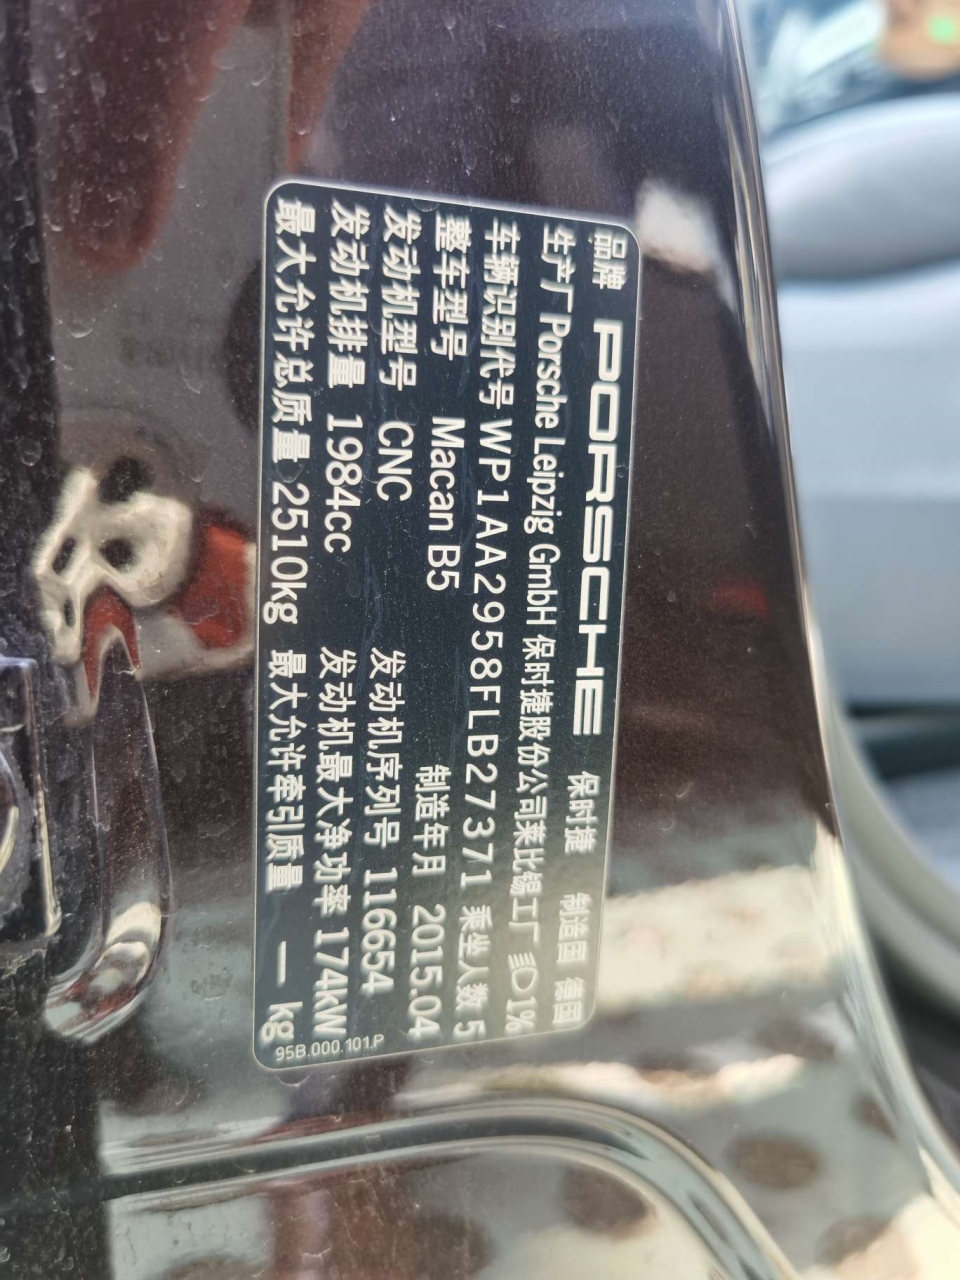 品牌 PORSCHE 保时捷 制造国 德国
生产厂 Porsche Leipzig GmbH 保时捷股份公司莱比锡工厂 1%
车辆识别代号 WP1AA2958FLB27371 乘坐人数 5
整车型号 Macan B5 制造年月 2015.04
发动机型号 CNC 发动机序列号 116654
发动机排量 1984cc 发动机最大净功率 174kW
最大允许总质量 2510kg 最大允许牵引质量 — kg
95B.000.101.P